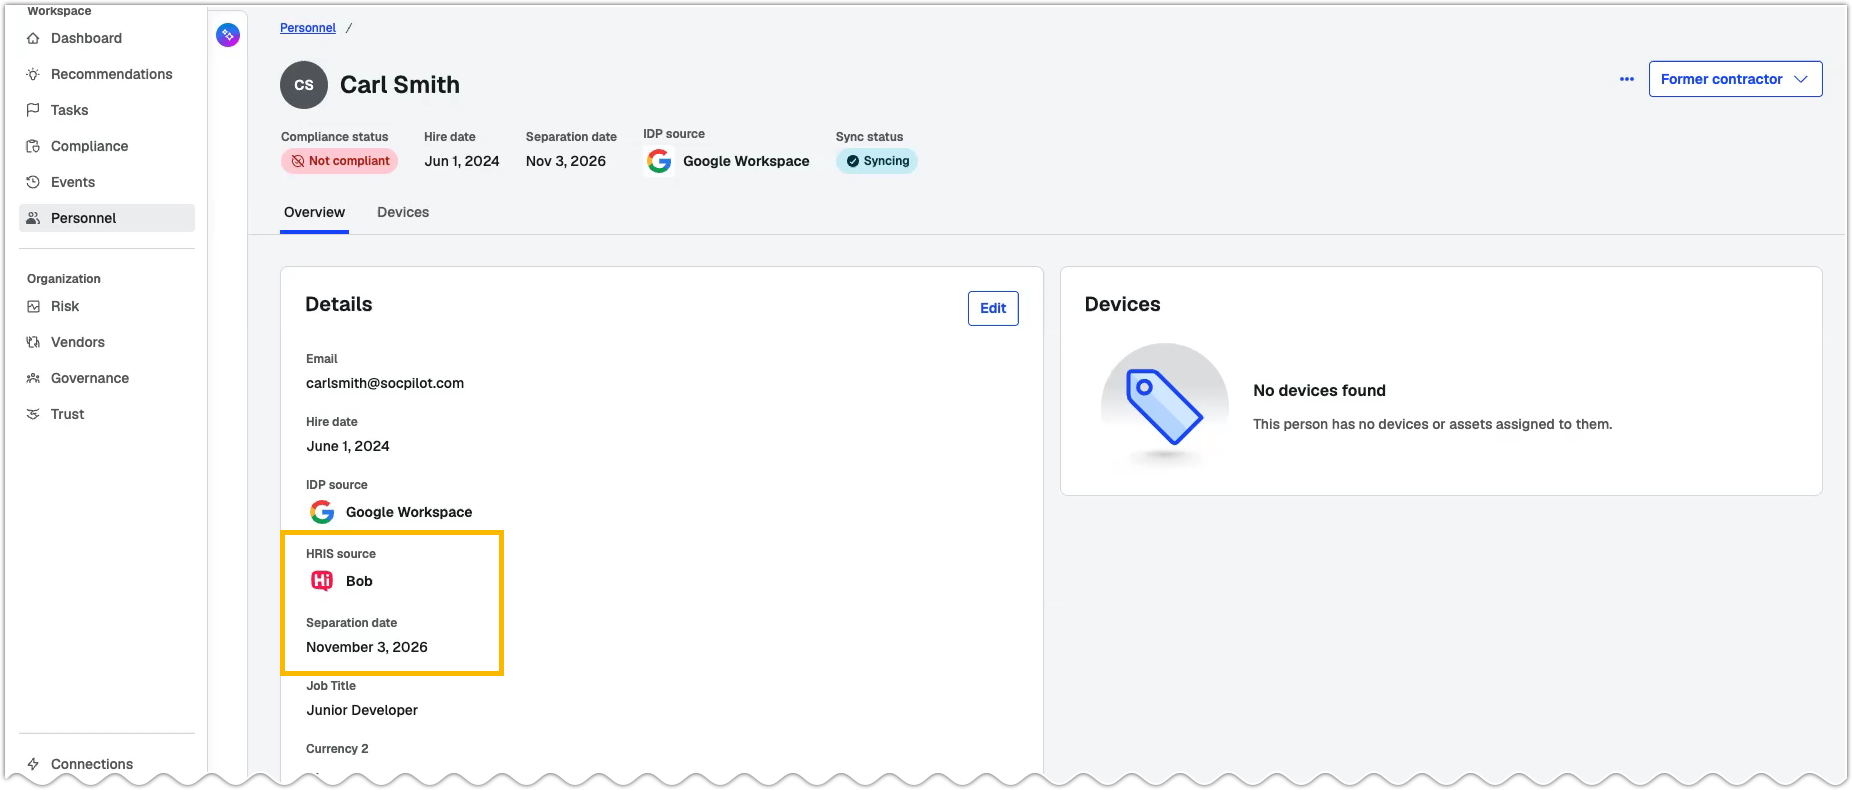 Workspace
Dashboard
Recommendations
Tasks
Compliance
Events
Personnel
Organization
Risk
Vendors
Governance
Trust
Connections
Personnel /
CS Carl Smith
Former contractor
Compliance status
Not compliant
Hire date
Jun 1, 2024
Separation date
Nov 3, 2026
IDP source
Google Workspace
Sync status
Syncing
Overview Devices
Details
Edit
Email
carlsmith@socpilot.com
Hire date
June 1, 2024
IDP source
Google Workspace
HRIS source
Hi Bob
Separation date
November 3, 2026
Job Title
Junior Developer
Currency 2
Devices
No devices found
This person has no devices or assets assigned to them.